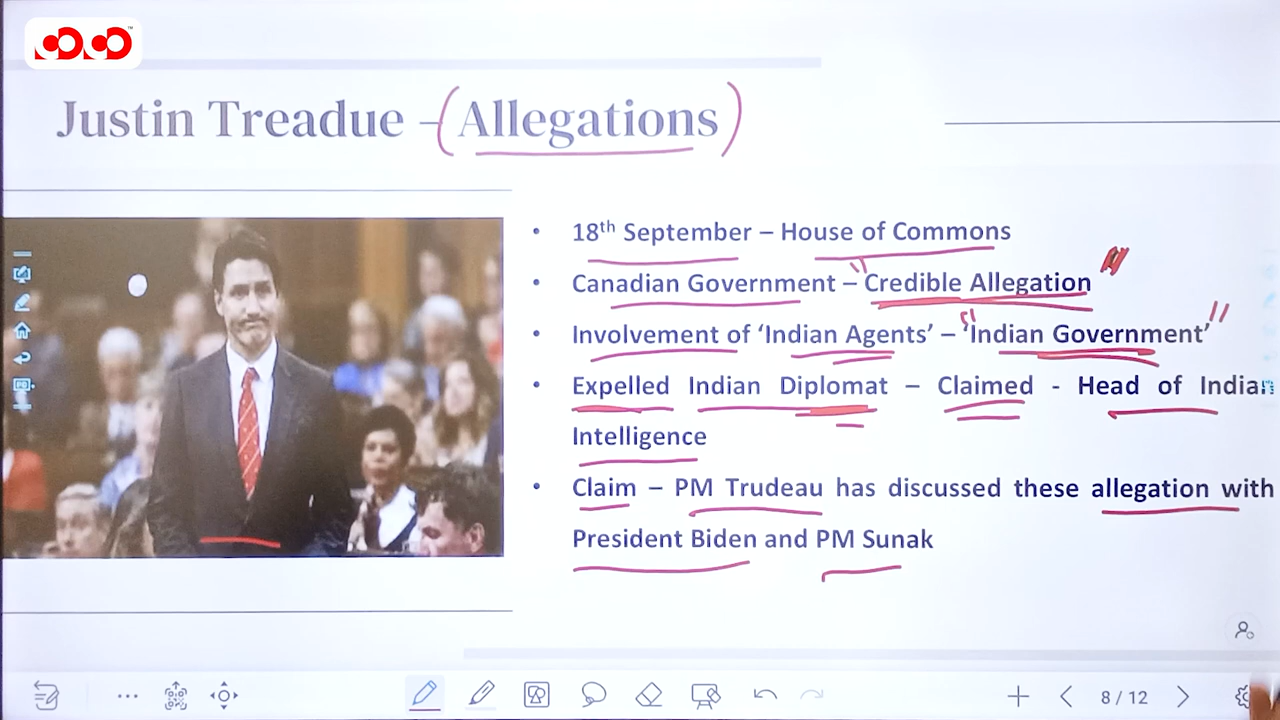 Justin Treadue – (Allegations)
• 18th September – House of Commons
• Canadian Government – "Credible Allegation"
• Involvement of ‘Indian Agents’ – ‘Indian Government’
• Expelled Indian Diplomat – Claimed - Head of Indian
Intelligence
• Claim – PM Trudeau has discussed these allegation with
President Biden and PM Sunak
8 / 12